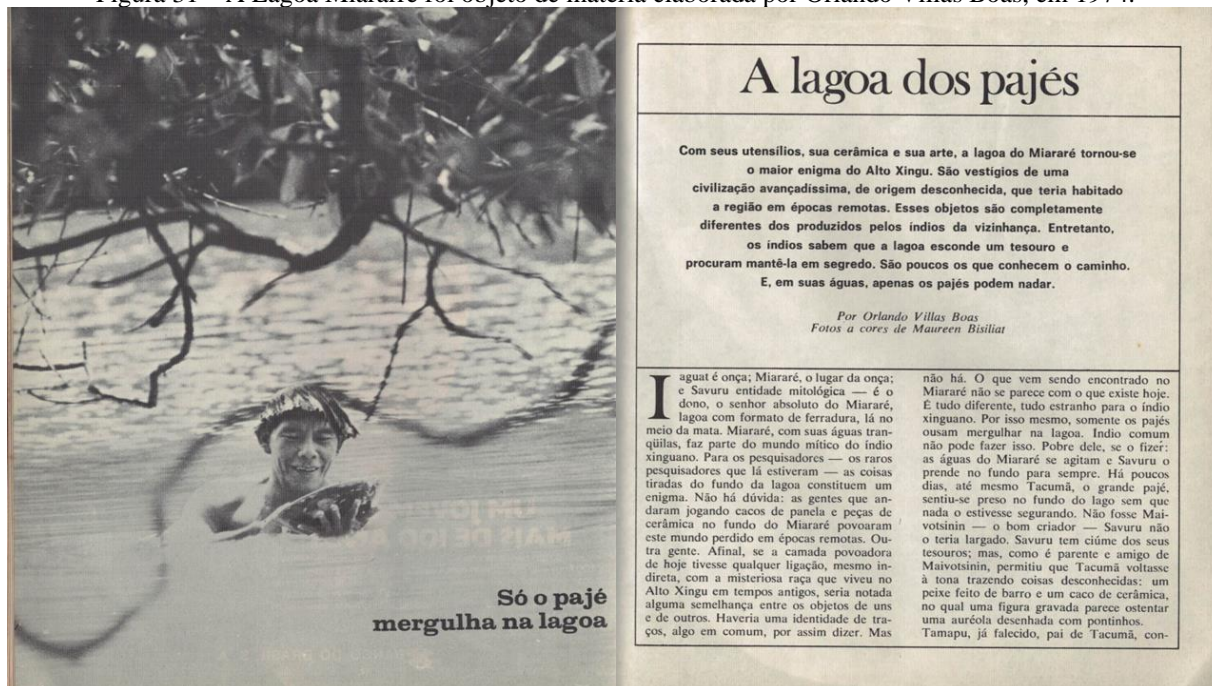 A Lagoa foi objeto de matéria elaborada por Orlando Villas Boas, em 1974.
Só o pajé
mergulha na lagoa
A lagoa dos pajés
Com seus utensílios, sua cerâmica e sua arte, a lagoa do Miararé tornou-se
o maior enigma do Alto Xingu. São vestígios de uma
civilização avançadíssima, de origem desconhecida, que teria habitado
a região em épocas remotas. Esses objetos são completamente
diferentes dos produzidos pelos índios da vizinhança. Entretanto,
os índios sabem que a lagoa esconde um tesouro e
procuram mantê-la em segredo. São poucos os que conhecem o caminho.
E, em suas águas, apenas os pajés podem nadar.
Por Orlando Villas Boas
Fotos a cores de Maureen Bisiliat
Iaguat é onça; Miararé, o lugar da onça;
e Savuru entidade mitológica — é o
dono, o senhor absoluto do Miararé,
lagoa com formato de ferradura, lá no
meio da mata. Miararé, com suas águas tran-
qüilas, faz parte do mundo mítico do índio
xinguano. Para os pesquisadores — os raros
pesquisadores que lá estiveram — as coisas
tiradas do fundo da lagoa constituem um
enigma. Não há dúvida: as gentes que an-
daram jogando cacos de panela e peças de
cerâmica no fundo do Miararé povoaram
este mundo perdido em épocas remotas. Ou-
tra gente. Afinal, se a camada povoadora
de hoje tivesse qualquer ligação, mesmo in-
direta, com a misteriosa raça que viveu no
Alto Xingu em tempos antigos, seria notada
alguma semelhança entre os objetos de uns
e de outros. Haveria uma identidade de tra-
ços, algo em comum, por assim dizer. Mas
não há. O que vem sendo encontrado no
Miararé não se parece com o que existe hoje.
É tudo diferente, tudo estranho para o índio
xinguano. Por isso mesmo, somente os pajés
ousam mergulhar na lagoa. Indio comum
não pode fazer isso. Pobre dele, se o fizer:
as águas do Miararé se agitam e Savuru o
prende no fundo para sempre. Há poucos
dias, até mesmo Tacumã, o grande pajé,
sentiu-se preso no fundo do lago sem que
nada o estivesse segurando. Não fosse Mai-
votsinin — o bom criador — Savuru não
o teria largado. Savuru tem ciúme dos seus
tesouros; mas, como é parente e amigo de
Maivotsinin, permitiu que Tacumã voltasse
à tona trazendo coisas desconhecidas: um
peixe feito de barro e um caco de cerâmica,
no qual uma figura gravada parece ostentar
uma auréola desenhada com pontinhos.
Tamapu, já falecido, pai de Tacumã, con-